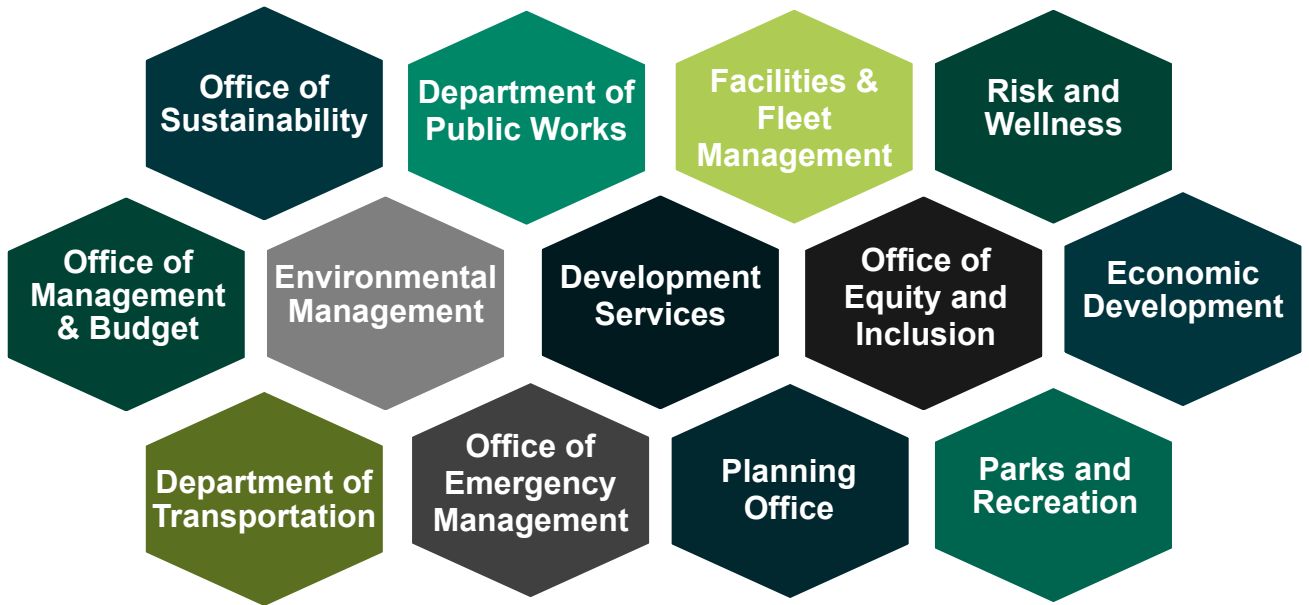 Office of
Sustainability
Department of
Public Works
Facilities &
Fleet
Management
Risk and
Wellness
Office of
Management
& Budget
Environmental
Management
Development
Services
Office of
Equity and
Inclusion
Economic
Development
Department of
Transportation
Office of
Emergency
Management
Planning
Office
Parks and
Recreation